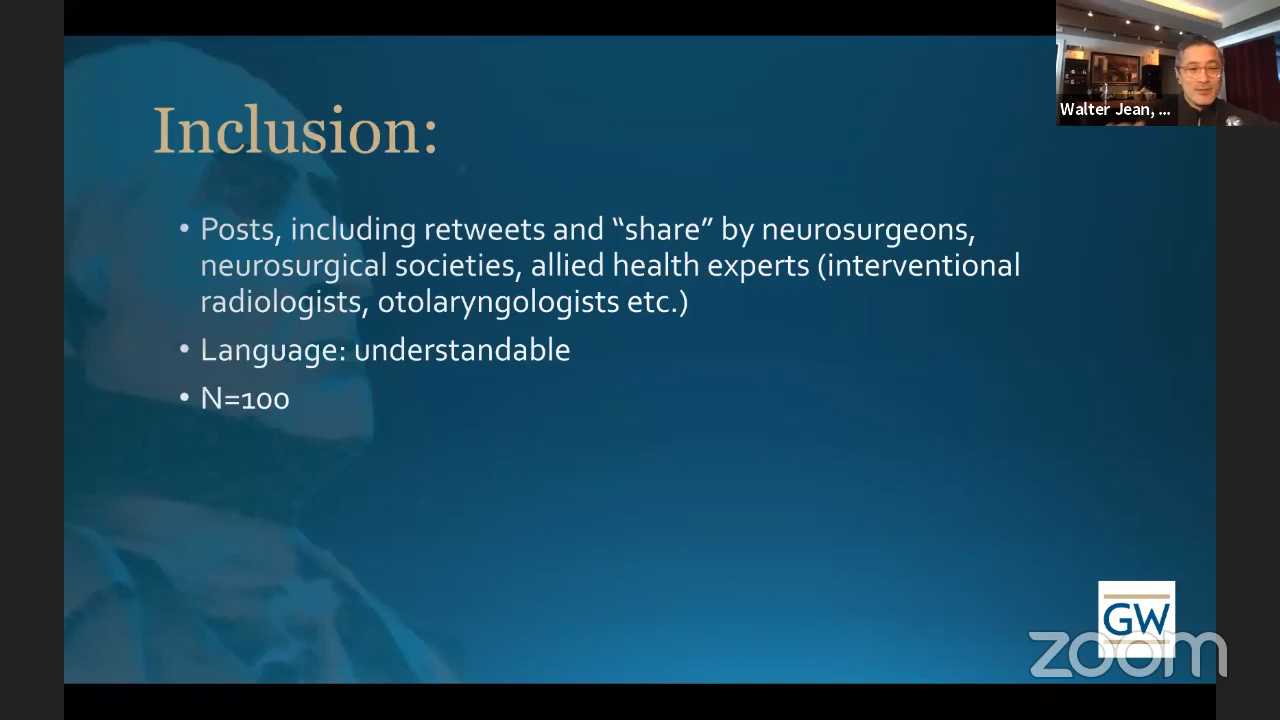 Walter Jean, ...
Inclusion:
• Posts, including retweets and “share” by neurosurgeons,
neurosurgical societies, allied health experts (interventional
radiologists, otolaryngologists etc.)
• Language: understandable
• N=100
GW
zoom